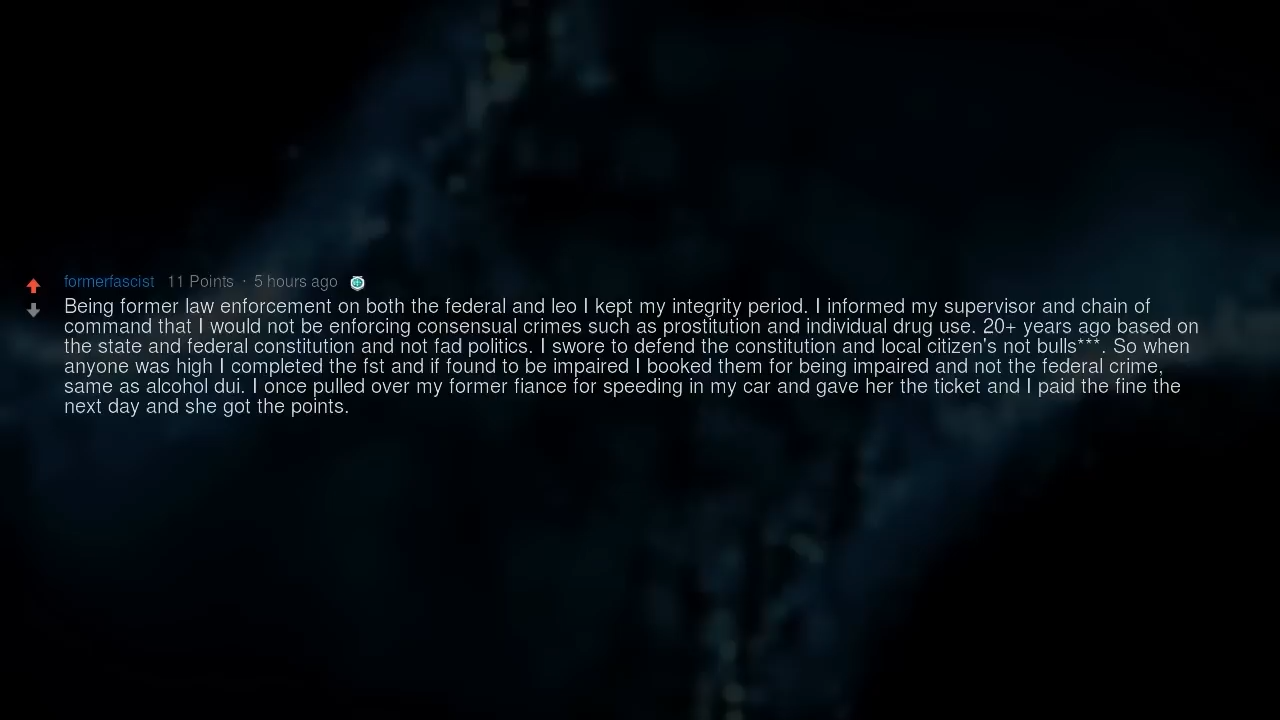 formerfascist 11 Points · 5 hours ago
Being former law enforcement on both the federal and leo I kept my integrity period. I informed my supervisor and chain of
command that I would not be enforcing consensual crimes such as prostitution and individual drug use. 20+ years ago based on
the state and federal constitution and not fad politics. I swore to defend the constitution and local citizen's not bulls***. So when
anyone was high I completed the fst and if found to be impaired I booked them for being impaired and not the federal crime,
same as alcohol dui. I once pulled over my former fiance for speeding in my car and gave her the ticket and I paid the fine the
next day and she got the points.